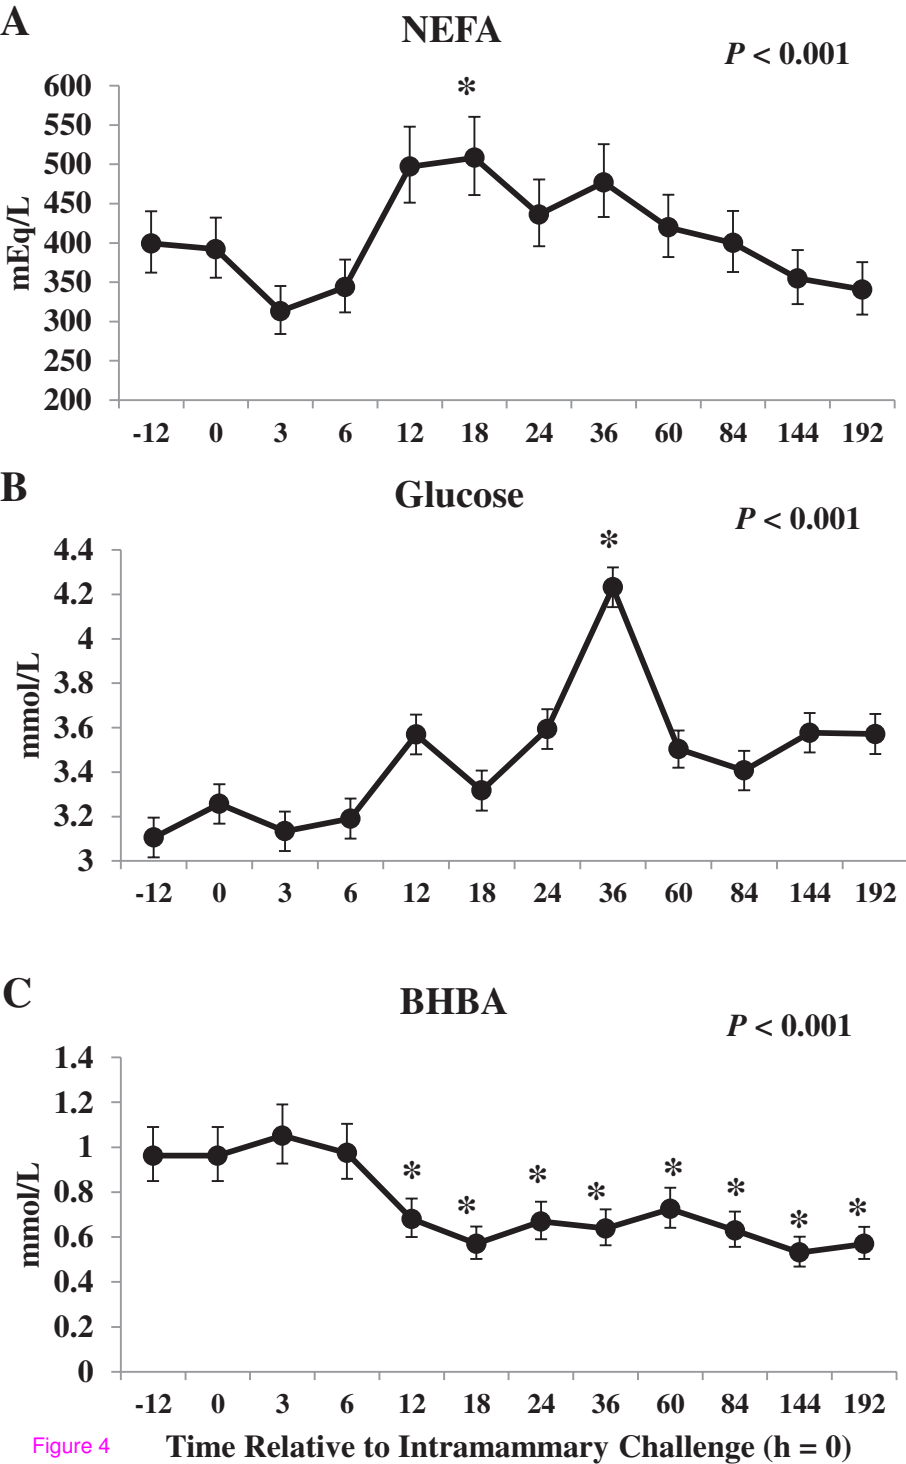 A
NEFA
P < 0.001
*
600
550
500
450
400
350
300
250
200
mEq/L
-12 0 3 6 12 18 24 36 60 84 144 192
B
Glucose
P < 0.001
*
4.4
4.2
4
3.8
3.6
3.4
3.2
3
mmol/L
-12 0 3 6 12 18 24 36 60 84 144 192
C
BHBA
P < 0.001
1.4
1.2
1
0.8
0.6
0.4
0.2
0
mmol/L
* * * * * * * *
-12 0 3 6 12 18 24 36 60 84 144 192
Figure 4
Time Relative to Intramammary Challenge (h = 0)